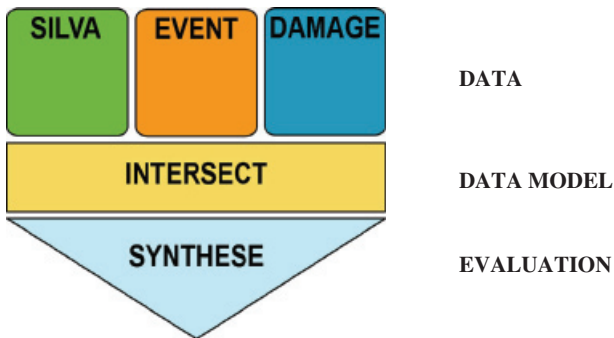 SILVA EVENT DAMAGE
DATA
INTERSECT
DATA MODEL
SYNTHESE
EVALUATION